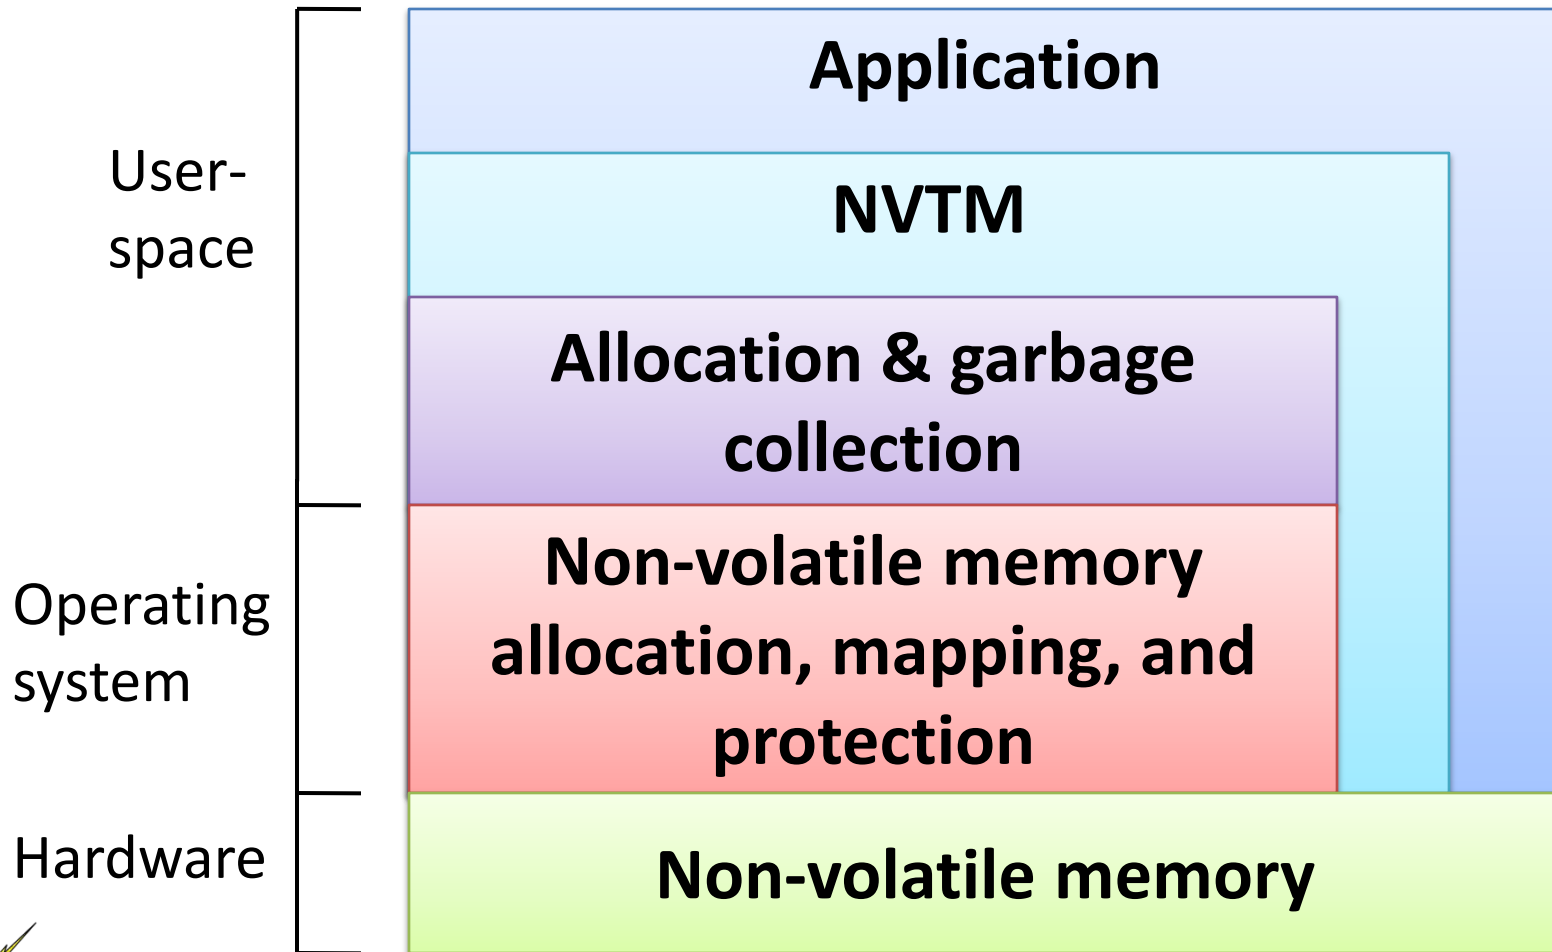 Application
User-
space
NVTM
Allocation & garbage
collection
Operating
system
Non-volatile memory
allocation, mapping, and
protection
Hardware
Non-volatile memory